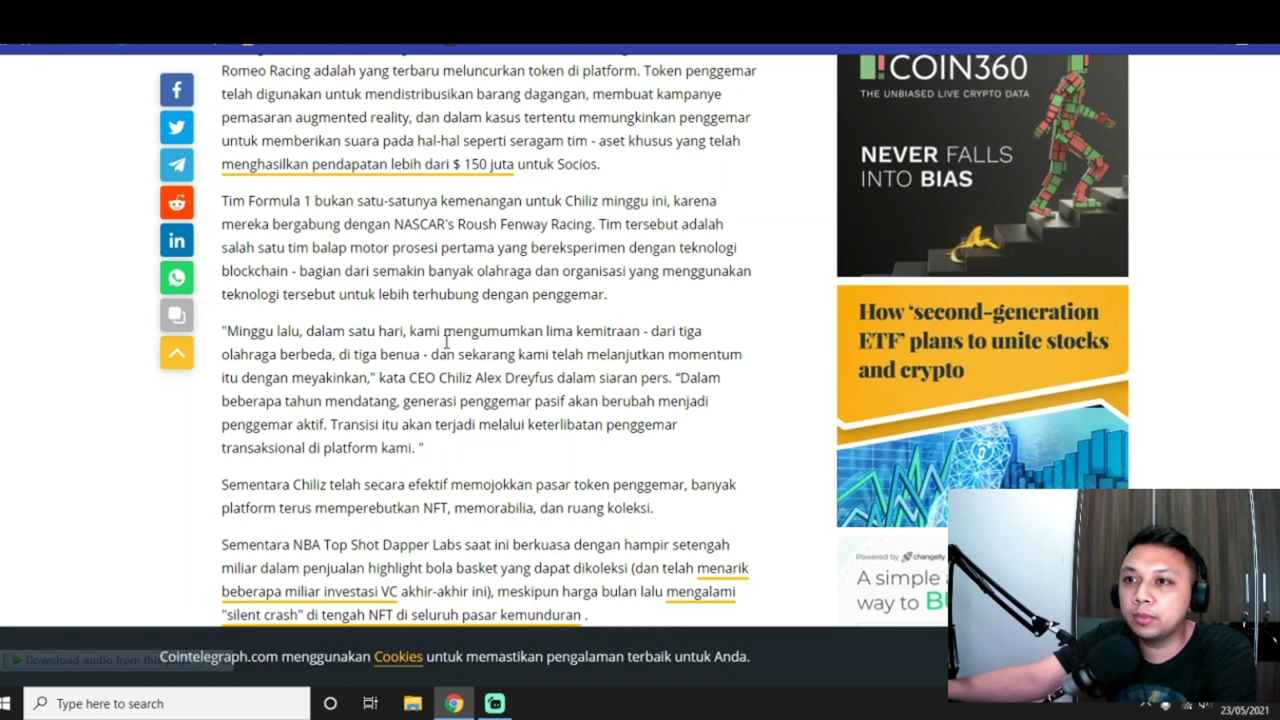 Romeo Racing adalah yang terbaru meluncurkan token di platform. Token penggemar
telah digunakan untuk mendistribusikan barang dagangan, membuat kampanye
pemasaran augmented reality, dan dalam kasus tertentu memungkinkan penggemar
untuk memberikan suara pada hal-hal seperti seragam tim - aset khusus yang telah
menghasilkan pendapatan lebih dari $ 150 juta untuk Socios.
Tim Formula 1 bukan satu-satunya kemenangan untuk Chiliz minggu ini, karena
mereka bergabung dengan NASCAR's Roush Fenway Racing. Tim tersebut adalah
salah satu tim balap motor prosesi pertama yang bereksperimen dengan teknologi
blockchain - bagian dari semakin banyak olahraga dan organisasi yang menggunakan
teknologi tersebut untuk lebih terhubung dengan penggemar.
"Minggu lalu, dalam satu hari, kami mengumumkan lima kemitraan - dari tiga
olahraga berbeda, di tiga benua - dan sekarang kami telah melanjutkan momentum
itu dengan meyakinkan," kata CEO Chiliz Alex Dreyfus dalam siaran pers. “Dalam
beberapa tahun mendatang, generasi penggemar pasif akan berubah menjadi
penggemar aktif. Transisi itu akan terjadi melalui keterlibatan penggemar
transaksional di platform kami. "
Sementara Chiliz telah secara efektif memojokkan pasar token penggemar, banyak
platform terus memperebutkan NFT, memorabilia, dan ruang koleksi.
Sementara NBA Top Shot Dapper Labs saat ini berkuasa dengan hampir setengah
miliar dalam penjualan highlight bola basket yang dapat dikoleksi (dan telah menarik
beberapa miliar investasi VC akhir-akhir ini), meskipun harga bulan lalu mengalami
"silent crash" di tengah NFT di seluruh pasar kemunduran .
COIN360
THE UNBIASED LIVE CRYPTO DATA
NEVER FALLS
INTO BIAS
How ‘second-generation
ETF’ plans to unite stocks
and crypto
Powered by changelly
A simple
way to
Download audio from this
Cointelegraph.com menggunakan Cookies untuk memastikan pengalaman terbaik untuk Anda.
Type here to search
23/05/2021